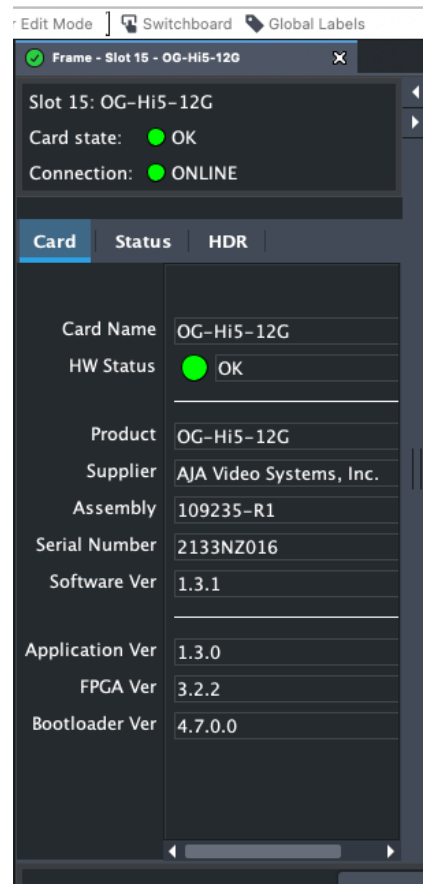 Edit Mode ] Switchboard Global Labels
Frame - Slot 15 - OG-Hi5-12G X
Slot 15: OG-Hi5-12G
Card state: OK
Connection: ONLINE
Card Status HDR
Card Name OG-Hi5-12G
HW Status OK
Product OG-Hi5-12G
Supplier AJA Video Systems, Inc.
Assembly 109235-R1
Serial Number 2133NZ016
Software Ver 1.3.1
Application Ver 1.3.0
FPGA Ver 3.2.2
Bootloader Ver 4.7.0.0